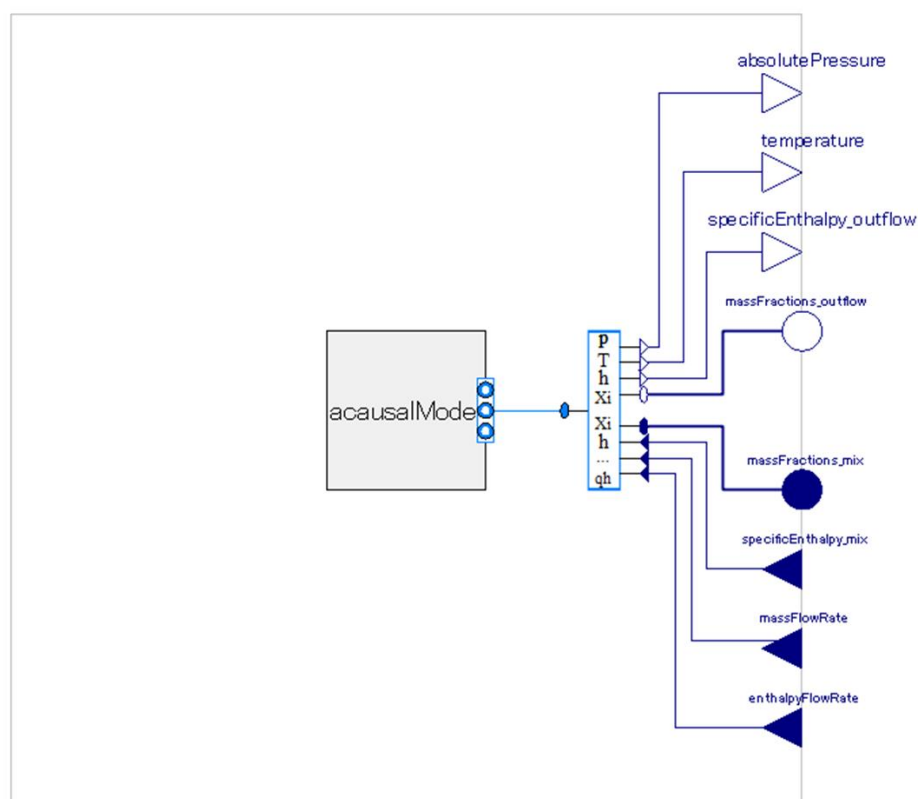 absolutePressure
temperature
specificEnthalpy_outflow
massFractions_outflow
acausalMode
p
T
h
Xi
Xi
h
...
qh
massFractions_mix
specificEnthalpy_mix
massFlowRate
enthalpyFlowRate